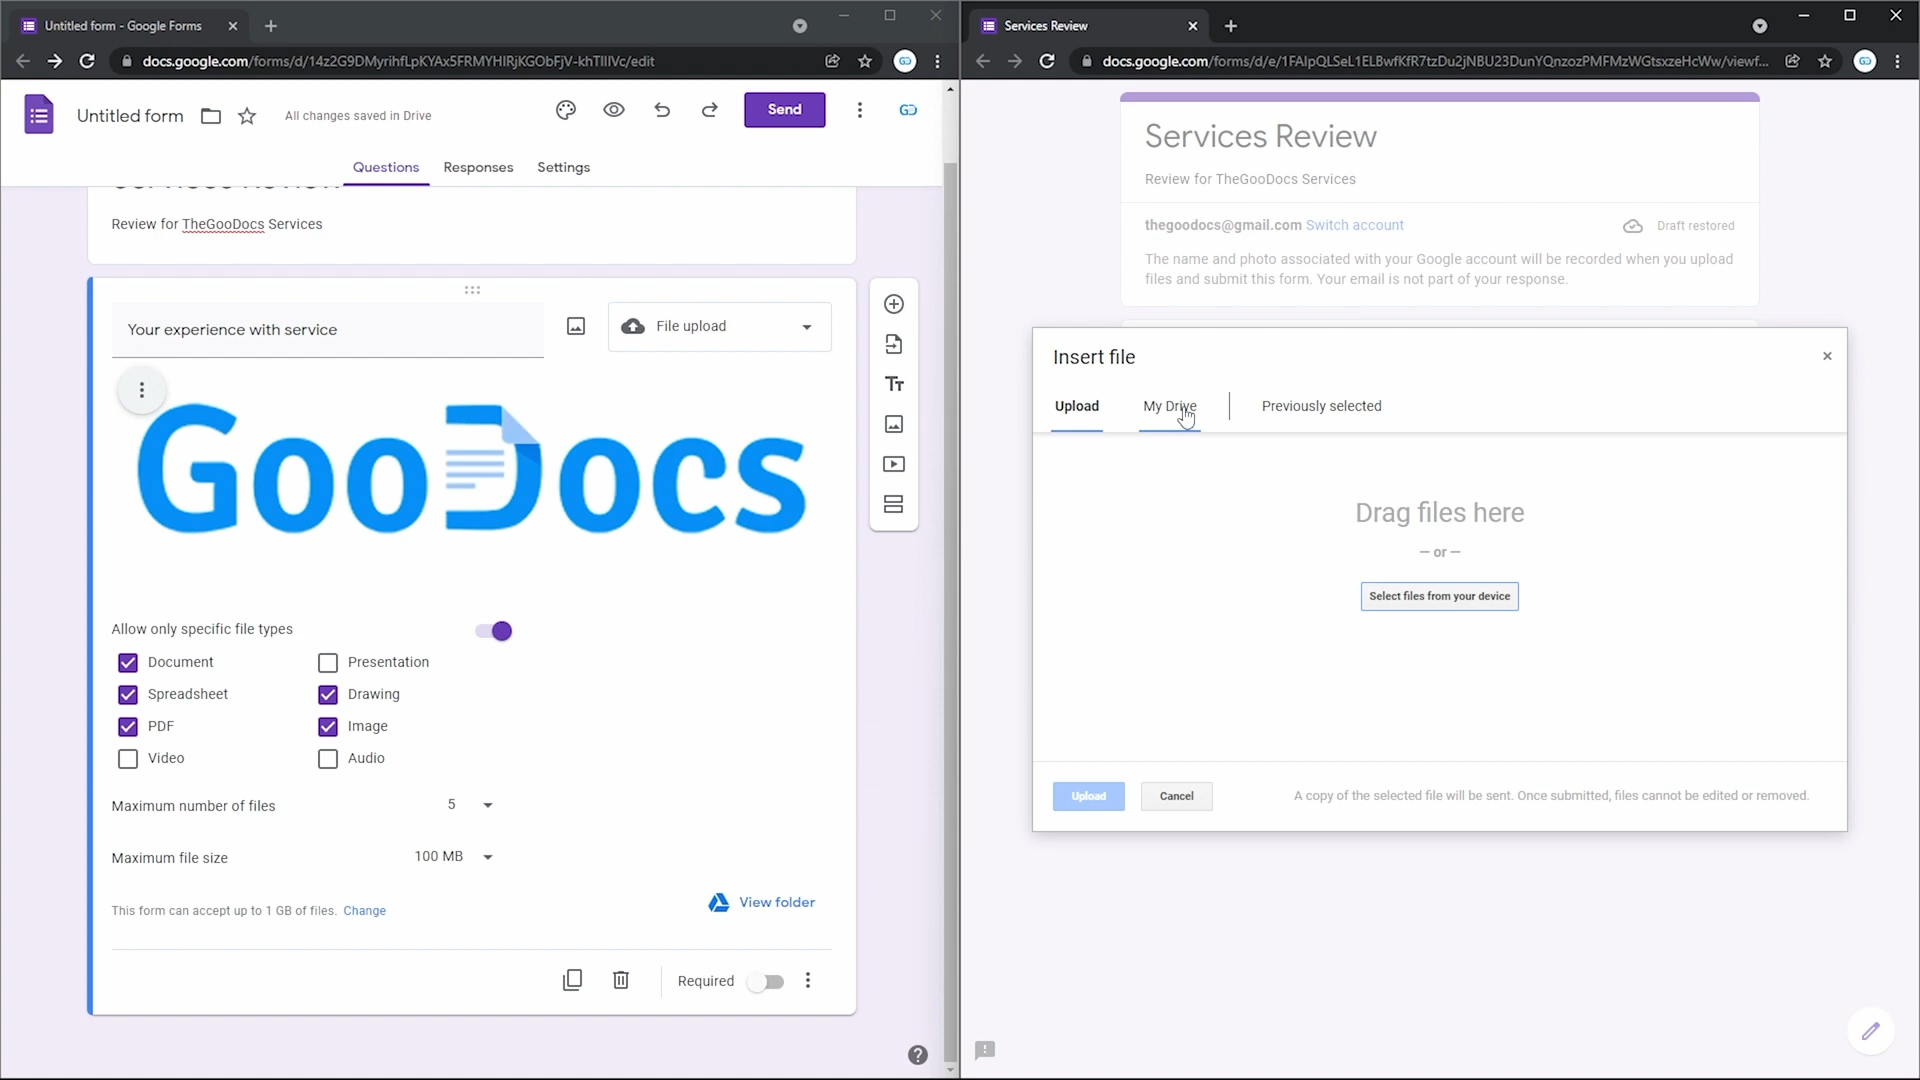 Untitled form - Google Forms
docs.google.com/forms/d/14z2G9DMyrihfLpKYAx5FRMYHIRjKGObFjV-khTIIIVc/edit
Untitled form
All changes saved in Drive
Send
Questions
Responses
Settings
Review for TheGooDocs Services
Your experience with service
File upload
GooDocs
Allow only specific file types
Document
Presentation
Spreadsheet
Drawing
PDF
Image
Video
Audio
Maximum number of files
5
Maximum file size
100 MB
This form can accept up to 1 GB of files. Change
View folder
Required
Services Review
docs.google.com/forms/d/e/1FAIpQLSeL1ELBwfKfR7tzDu2jNBU23DunYQnzozPMFMzWGtsxzeHcWw/viewf...
Services Review
Review for TheGooDocs Services
thegoodocs@gmail.com Switch account
Draft restored
The name and photo associated with your Google account will be recorded when you upload
files and submit this form. Your email is not part of your response.
Insert file
Upload
My Drive
Previously selected
Drag files here
— or —
Select files from your device
Upload
Cancel
A copy of the selected file will be sent. Once submitted, files cannot be edited or removed.